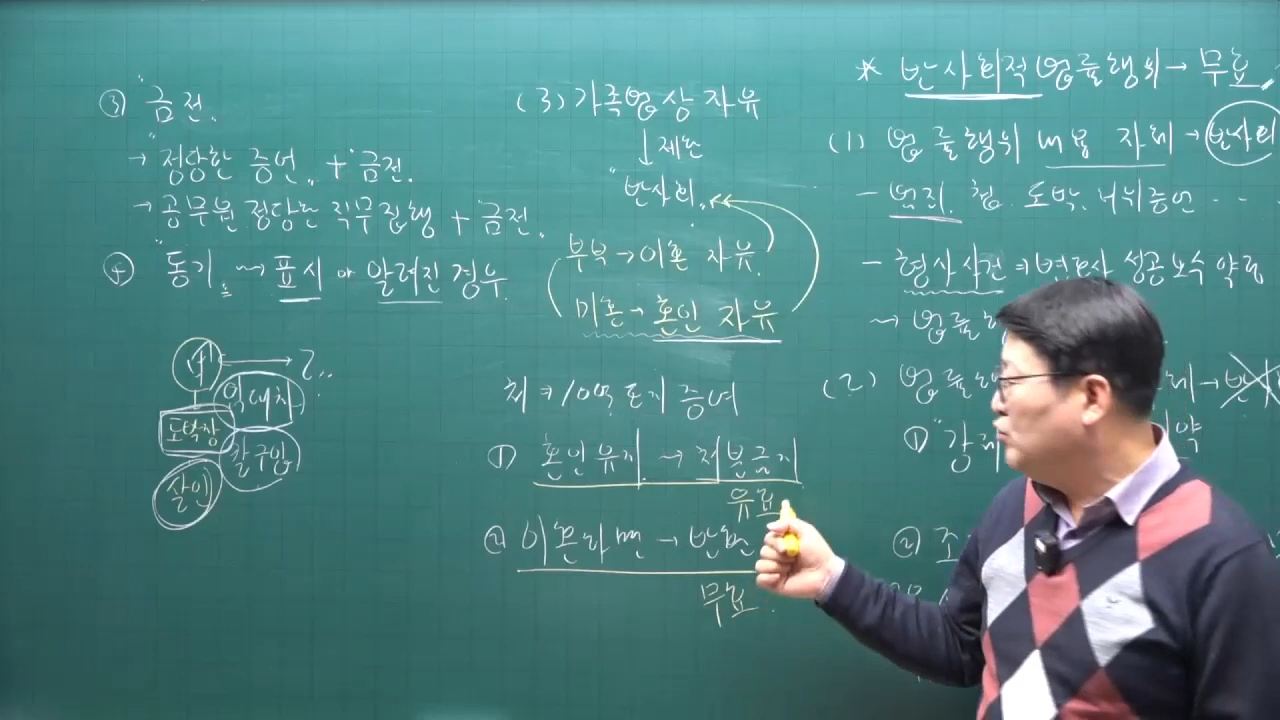 ③ "금전.
→ "정당한 증언" + "금전.
→ 공무원 정당한 직무집행 + 금전.
④ "동기" ⇝ 표시 or 알려진 경우.
도박장
칼구입
살인
(3) 가족법상 자유
↓ 제한
"반사회"
부부 → 이혼 자유.
미혼 → 혼인 자유
처 ⇒ 10억 토지 증여
① 혼인유지 → 처분금지
유효
② 이혼하면 → 반환
무효.
* 반사회적 법률행위 → 무효
(1) 법률행위 내용 자체 → 반사회
- 범죄. 첩. 도박. 허위증언 ...
- 형사사건 ⇒ 변호사 성공보수 약정
(2) 법률
① "강제
② 조